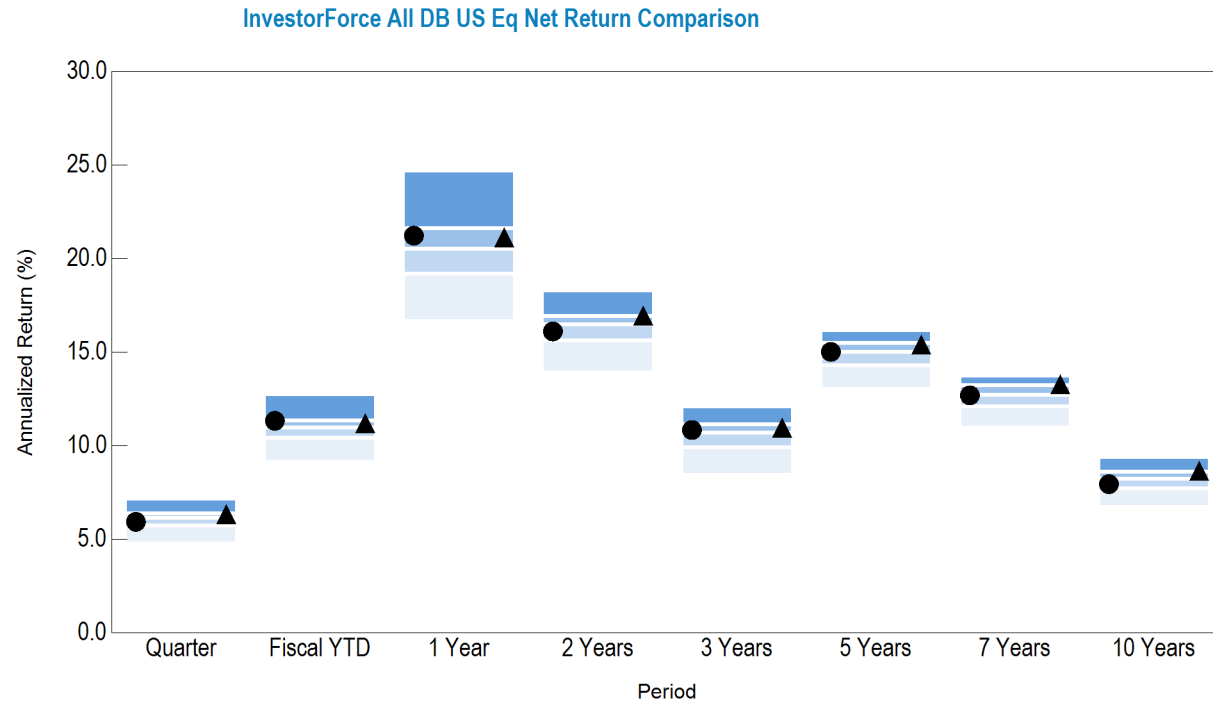 InvestorForce All DB US Eq Net Return Comparison
30.0
25.0
20.0
15.0
10.0
5.0
0.0
Annualized Return (%)
Quarter Fiscal YTD 1 Year 2 Years 3 Years 5 Years 7 Years 10 Years
Period